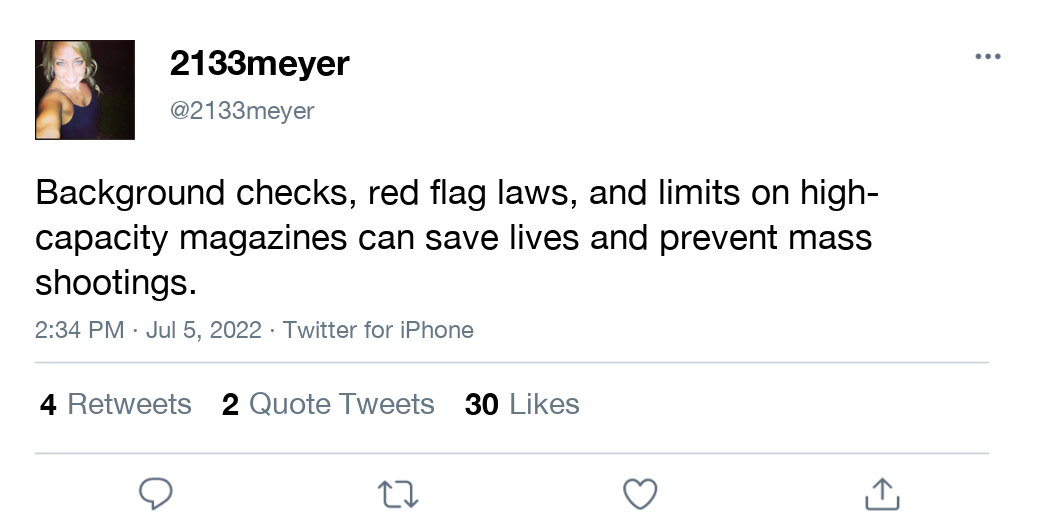 2133meyer
@2133meyer
Background checks, red flag laws, and limits on high-
capacity magazines can save lives and prevent mass
shootings.
2:34 PM · Jul 5, 2022 · Twitter for iPhone
4 Retweets 2 Quote Tweets 30 Likes